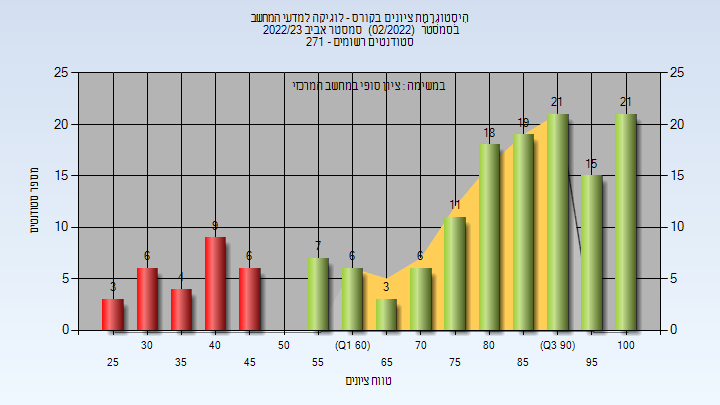 היסטוגרמת ציונים בקורס - לוגיקה למדעי המחשב
בסמסטר (02/2022) סמסטר אביב 2022/23
סטודנטים רשומים - 271
במשימה : ציון סופי במחשב המרכזי
מספר סטודנטים
25 25
20 20
15 15
10 10
5 5
0 0
3 6 4 9 6 7 6 3 6 11 18 19 21 15 21
30 40 50 (Q1 60) 70 80 (Q3 90) 100
25 35 45 55 65 75 85 95
טווח ציונים